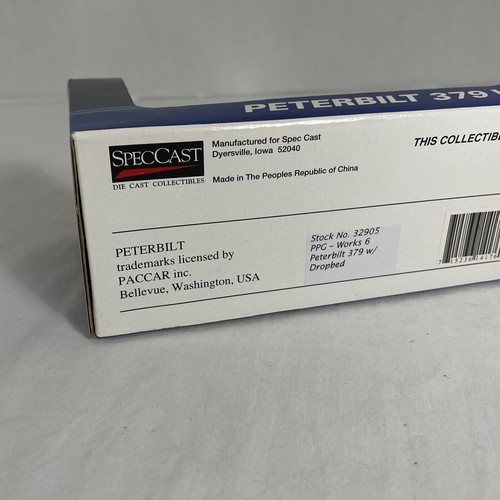 PETERBILT 379
SPECCAST
DIE CAST COLLECTIBLES
Manufactured for Spec Cast
Dyersville, Iowa 52040
Made in The Peoples Republic of China
THIS COLLECTIB
PETERBILT
trademarks licensed by
PACCAR inc.
Bellevue, Washington, USA
Stock No. 32905
PPG - Works 6
Peterbilt 379 w/
Dropbed